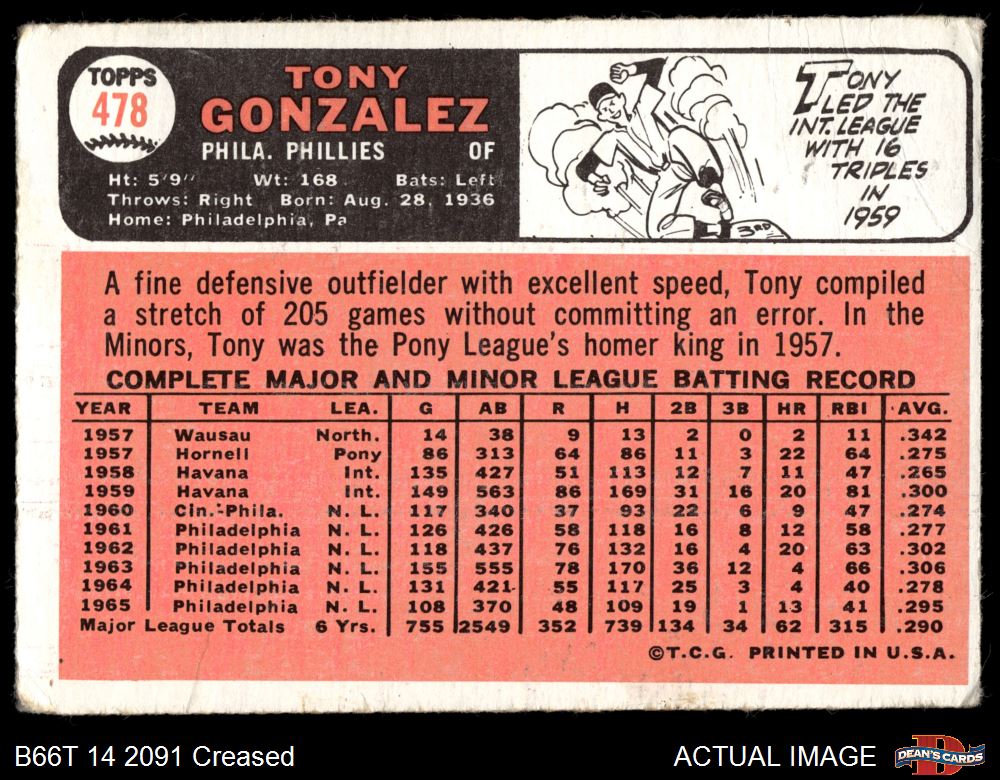 TOPPS
478
TONY
GONZALEZ
PHILA. PHILLIES OF
Ht: 5'9" Wt: 168 Bats: Left
Throws: Right Born: Aug. 28, 1936
Home: Philadelphia, Pa
TONY
LED THE
INT. LEAGUE
WITH 16
TRIPLES
IN
1959
3RD
A fine defensive outfielder with excellent speed, Tony compiled
a stretch of 205 games without committing an error. In the
Minors, Tony was the Pony League's homer king in 1957.
COMPLETE MAJOR AND MINOR LEAGUE BATTING RECORD
YEAR TEAM LEA. G AB R H 2B 3B HR RBI AVG.
1957 Wausau North. 14 38 9 13 2 0 2 11 .342
1957 Hornell Pony 86 313 64 86 11 3 22 64 .275
1958 Havana Int. 135 427 51 113 12 7 11 47 .265
1959 Havana Int. 149 563 86 169 31 16 20 81 .300
1960 Cin.-Phila. N. L. 117 340 37 93 22 6 9 47 .274
1961 Philadelphia N. L. 126 426 58 118 16 8 12 58 .277
1962 Philadelphia N. L. 118 437 76 132 16 4 20 63 .302
1963 Philadelphia N. L. 155 555 78 170 36 12 4 66 .306
1964 Philadelphia N. L. 131 421 55 117 25 3 4 40 .278
1965 Philadelphia N. L. 108 370 48 109 19 1 13 41 .295
Major League Totals 6 Yrs. 755 2549 352 739 134 34 62 315 .290
©T.C.G. PRINTED IN U.S.A.
B66T 14 2091 Creased ACTUAL IMAGE
DEAN'S CARDS